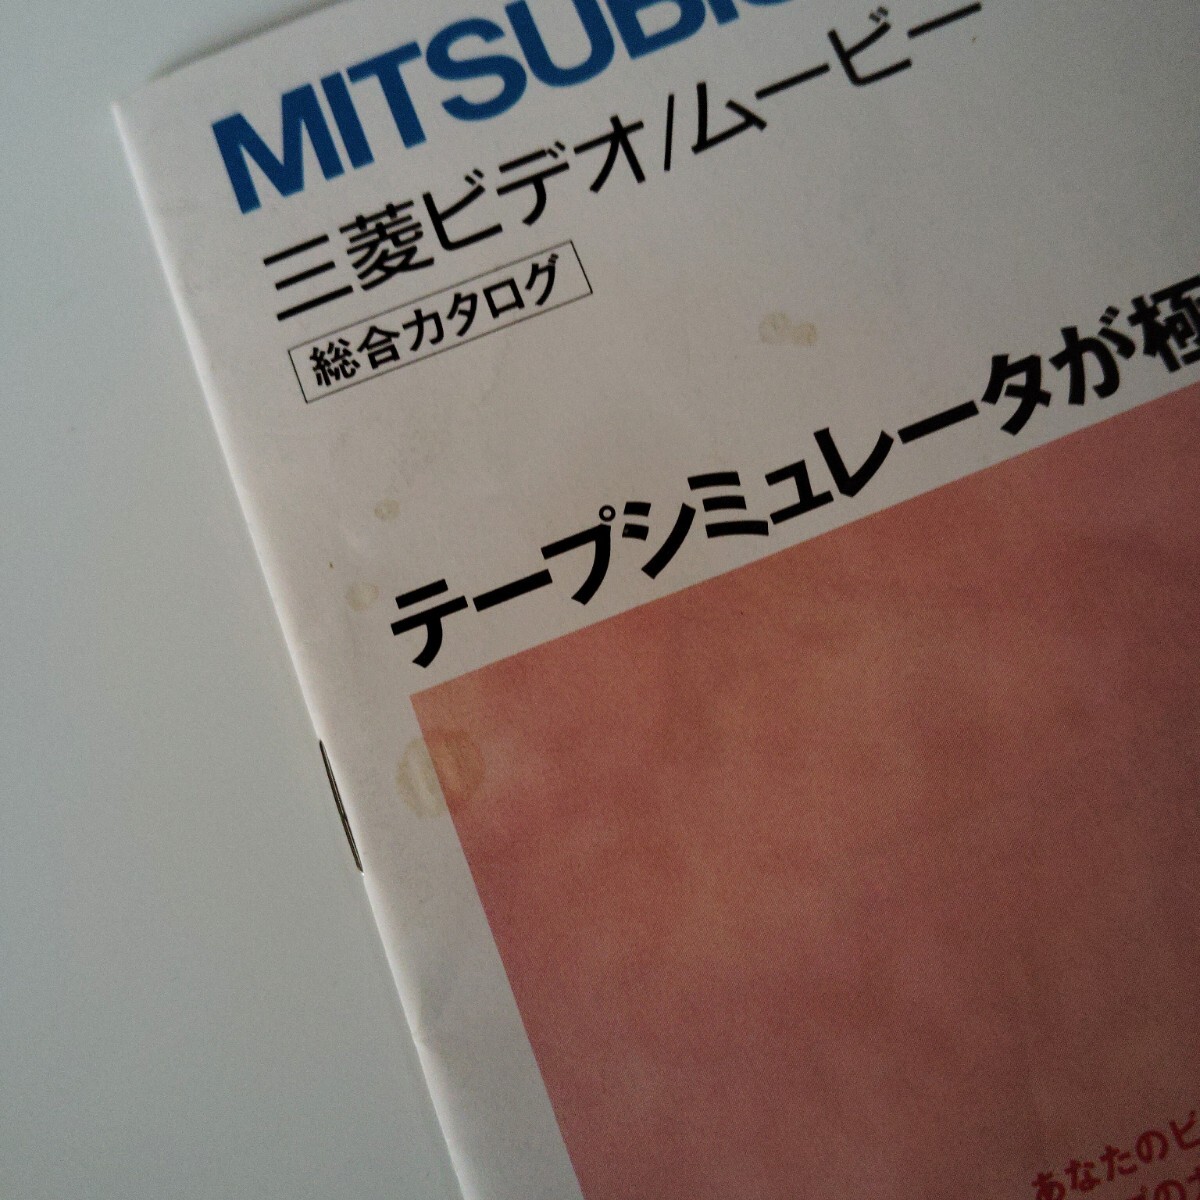 MITSUBIS
三菱ビデオ/ムービー
総合カタログ
テープシミュレータが極
あなたのビ